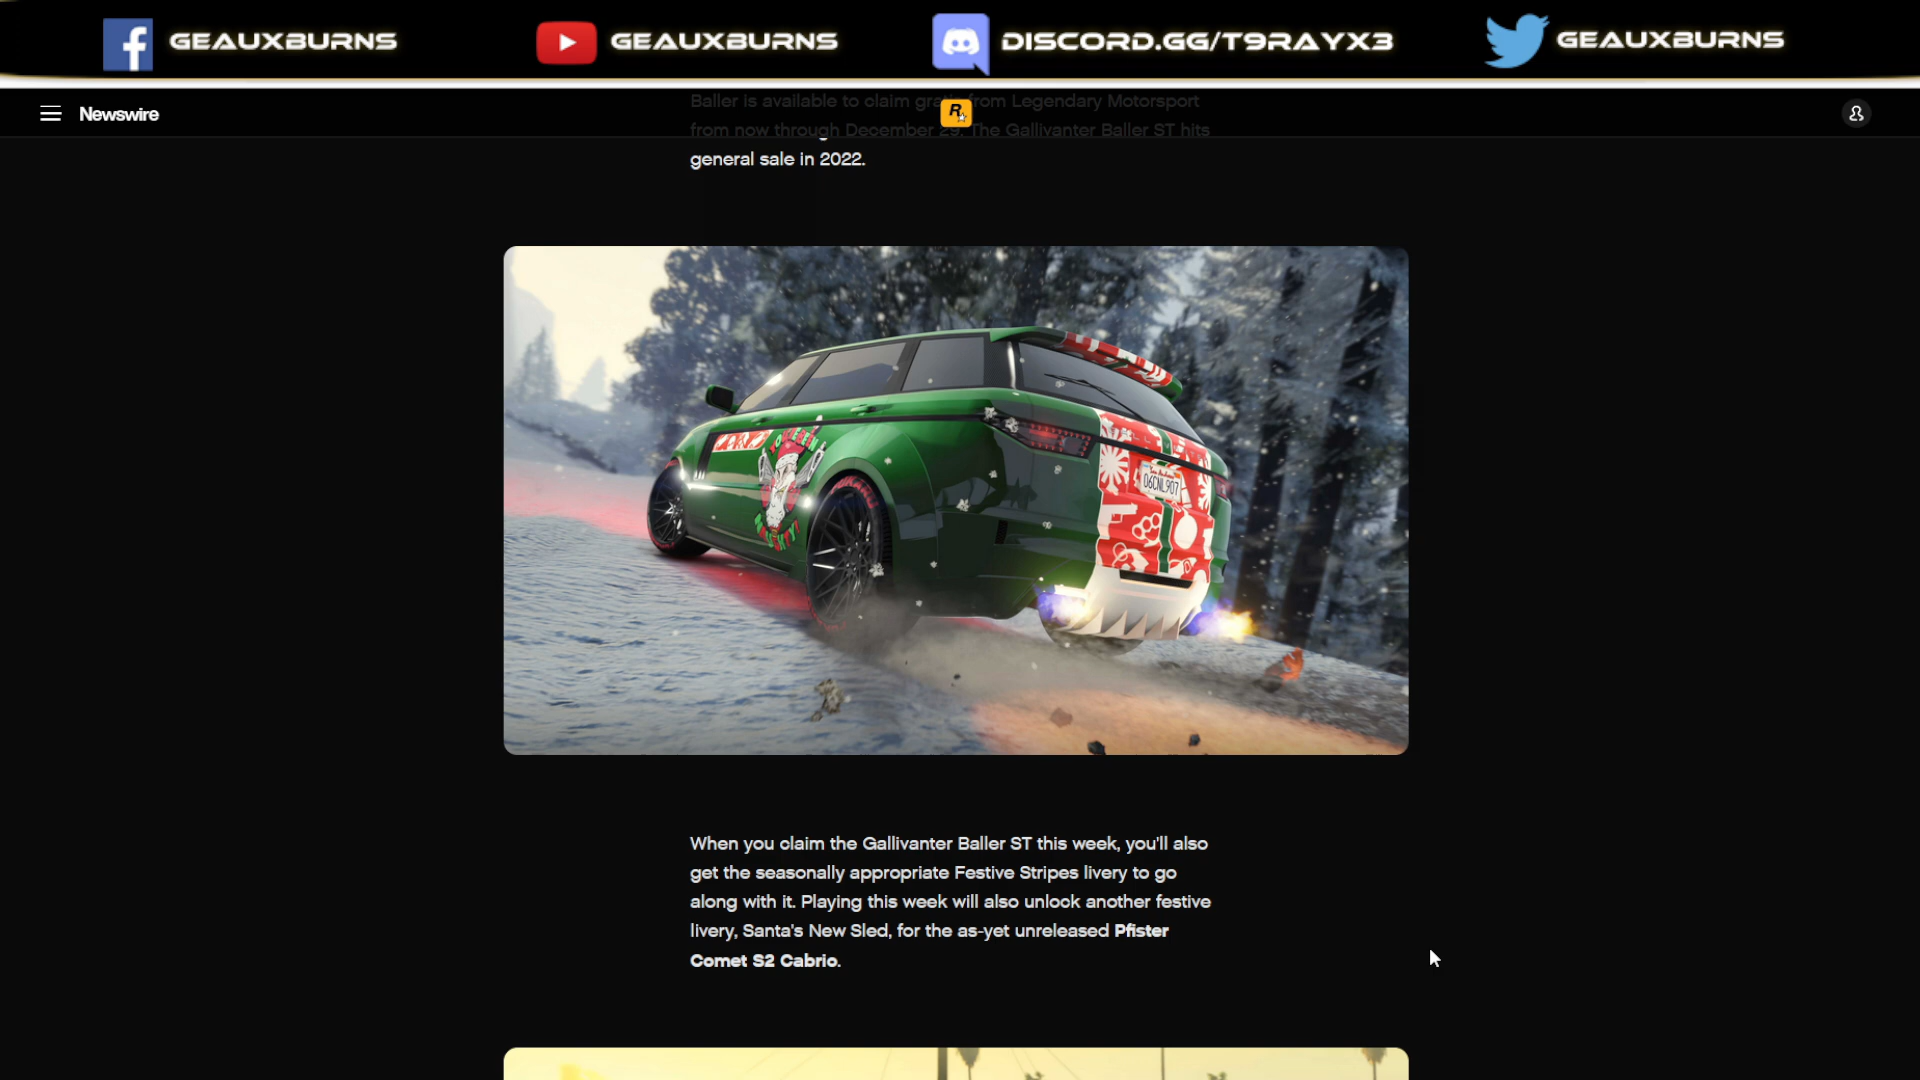 GEAUXBURNS
GEAUXBURNS
DISCORD.GG/T9RAYX3
GEAUXBURNS
Newswire
Baller is available to claim gratis from Legendary Motorsport
from now through December 29. The Gallivanter Baller ST hits
general sale in 2022.
06CNL907
When you claim the Gallivanter Baller ST this week, you'll also
get the seasonally appropriate Festive Stripes livery to go
along with it. Playing this week will also unlock another festive
livery, Santa's New Sled, for the as-yet unreleased Pfister
Comet S2 Cabrio.